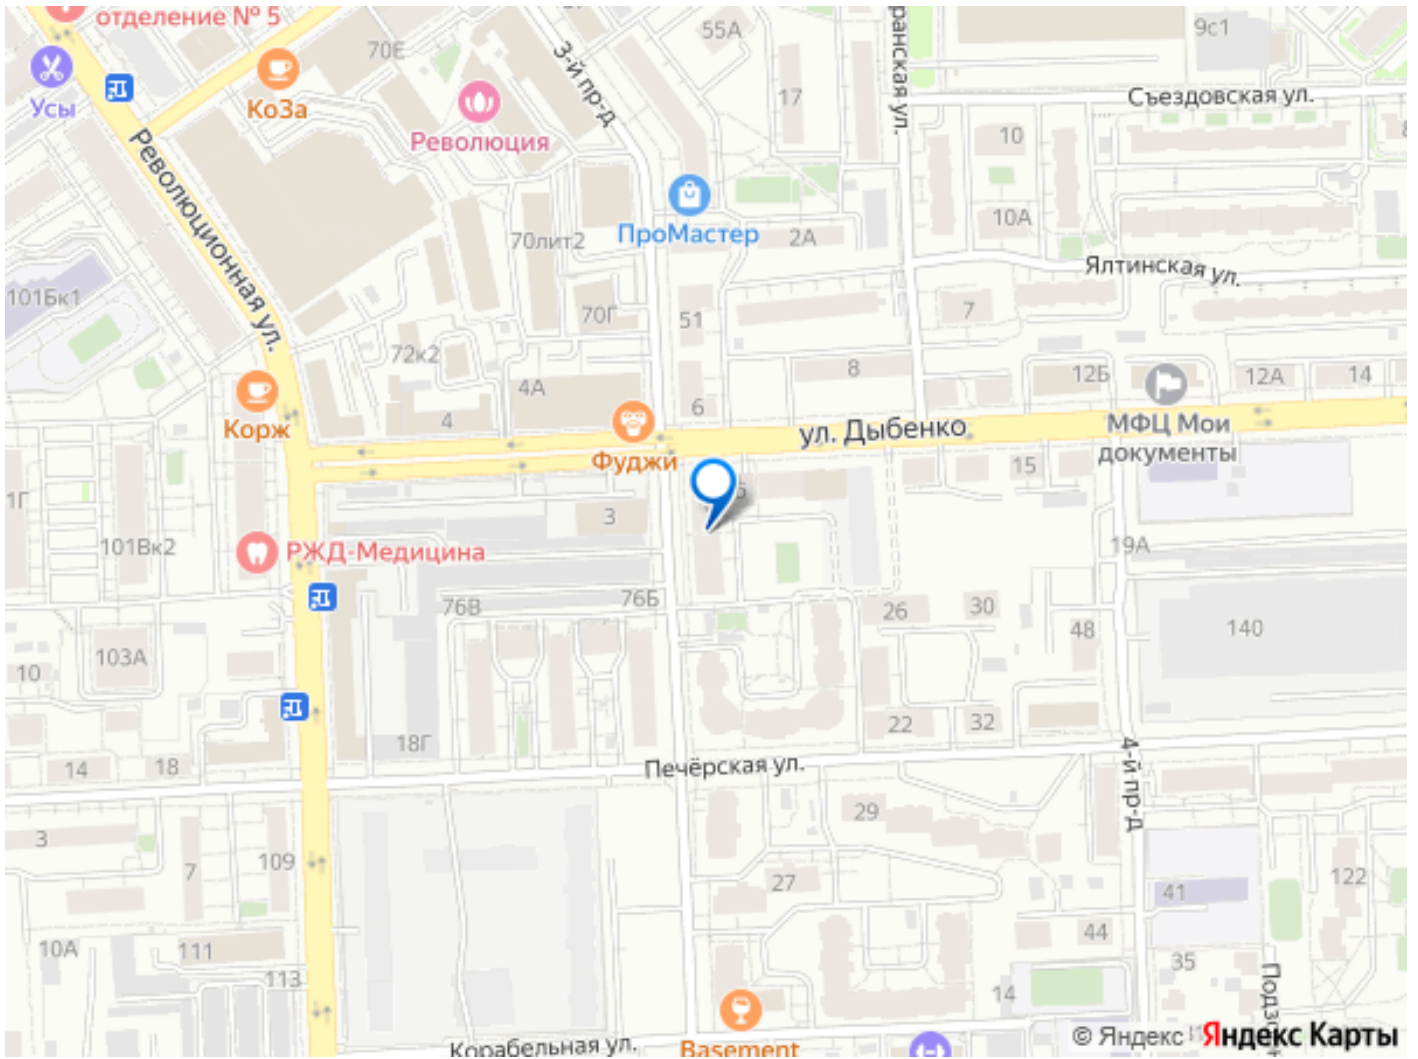 отделение № 5
55А
9с1
70Е
3-й пр-д
Усы
КоЗа
17
Съездовская ул.
Революция
Революционная ул.
10
10А
ПроМастер
2А
70лит2
Ялтинская ул.
101Бк1
7
70Г
51
72к2
8
12Б
12А
14
4А
6
4
Корж
ул. Дыбенко
МФЦ Мои
документы
Фуджи
15
3
1Г
101Вк2
РЖД-Медицина
19А
76В
76Б
26
30
48
140
103А
10
22
32
18Г
14
18
Печёрская ул.
4-й пр-д
29
3
7
109
27
41
122
10А
111
44
113
35
14
Корабельная ул.
Basement
© Яндекс
Яндекс Карты